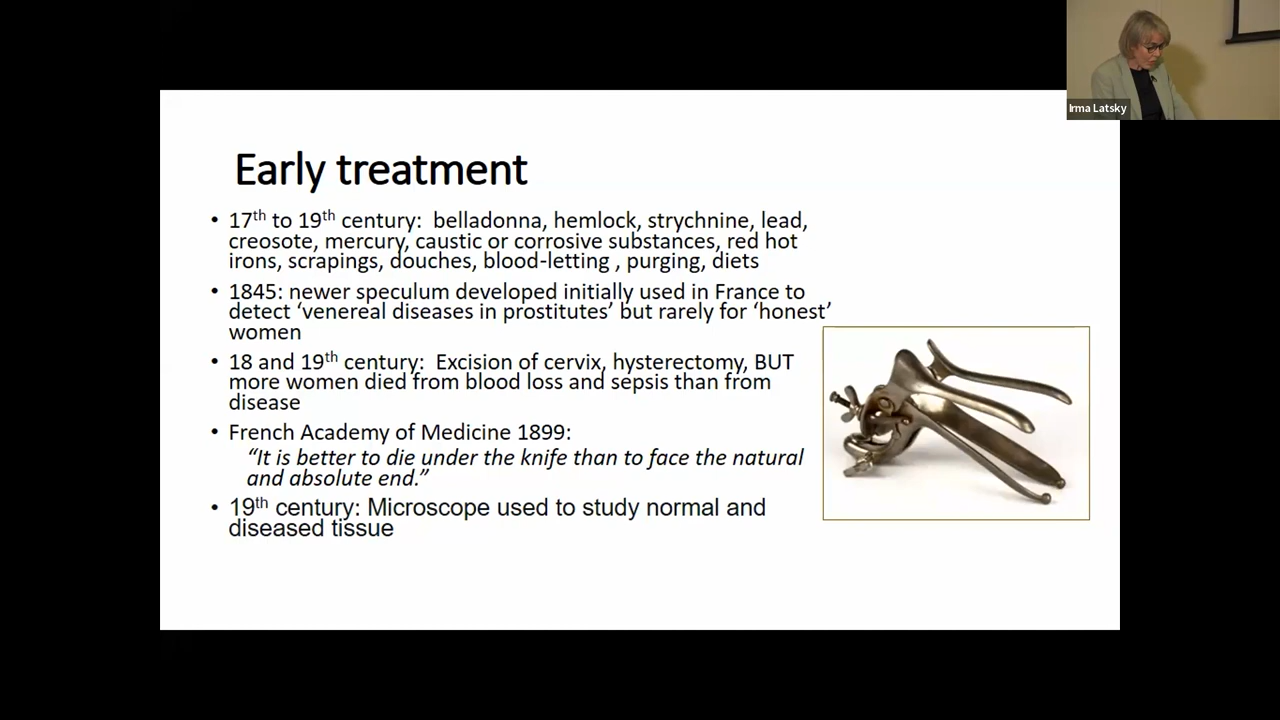 Irma Latsky
Early treatment
• 17th to 19th century: belladonna, hemlock, strychnine, lead,
creosote, mercury, caustic or corrosive substances, red hot
irons, scrapings, douches, blood-letting , purging, diets
• 1845: newer speculum developed initially used in France to
detect ‘venereal diseases in prostitutes’ but rarely for ‘honest’
women
• 18 and 19th century: Excision of cervix, hysterectomy, BUT
more women died from blood loss and sepsis than from
disease
• French Academy of Medicine 1899:
“It is better to die under the knife than to face the natural
and absolute end.”
• 19th century: Microscope used to study normal and
diseased tissue